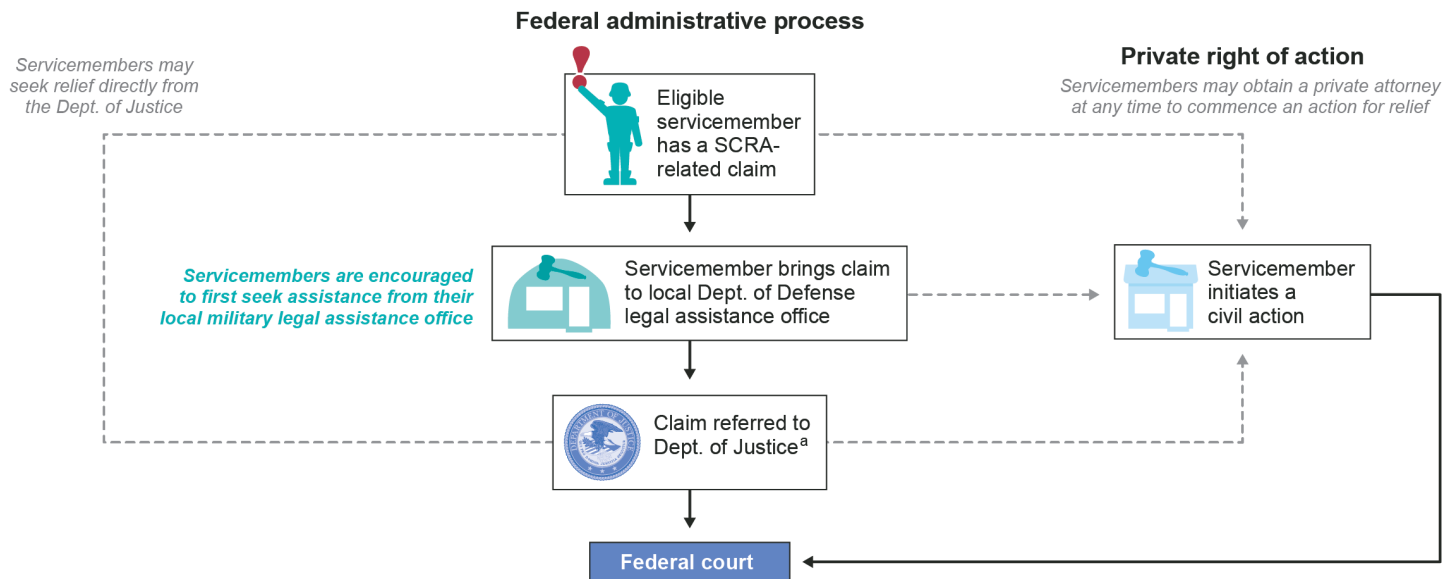 Federal administrative process
Servicemembers may
seek relief directly from
the Dept. of Justice
Private right of action
Servicemembers may obtain a private attorney
at any time to commence an action for relief
Eligible
servicemember
has a SCRA-
related claim
Servicemembers are encouraged
to first seek assistance from their
local military legal assistance office
Servicemember brings claim
to local Dept. of Defense
legal assistance office
Servicemember
initiates a
civil action
DEPARTMENT OF JUSTICE
Claim referred to
Dept. of Justiceᵃ
Federal court